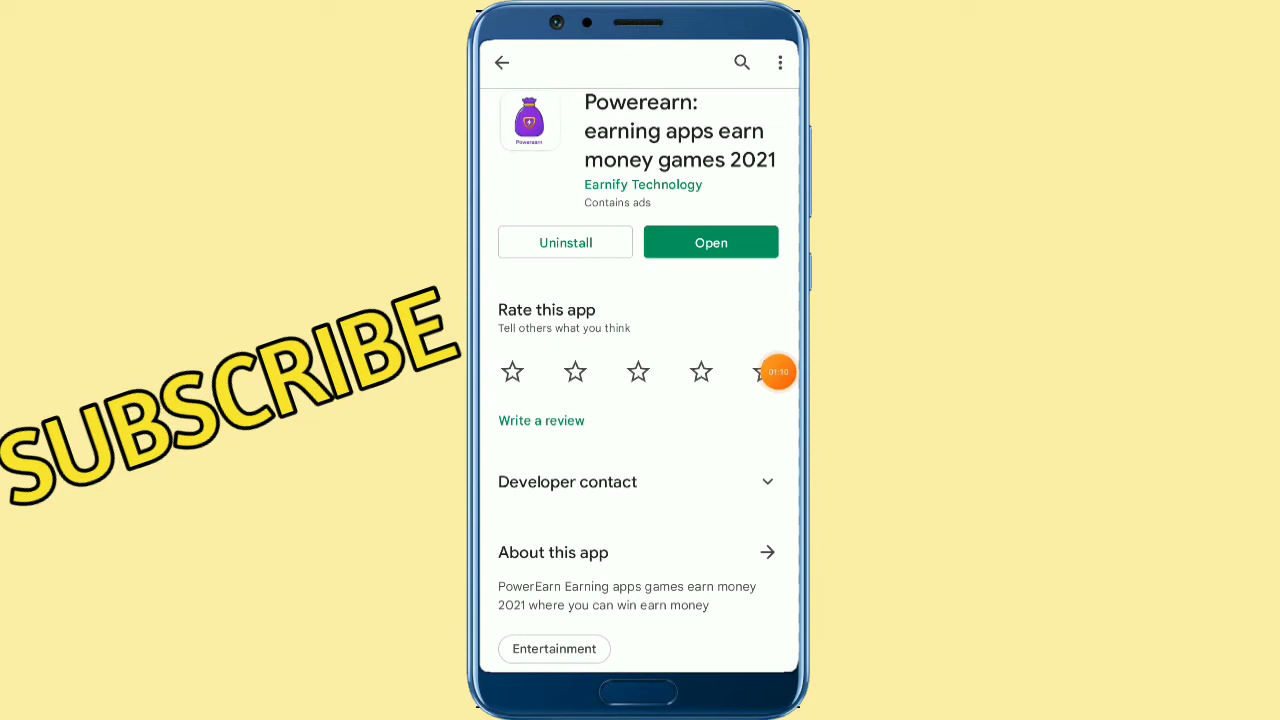 Powerearn:
earning apps earn
money games 2021
Powerearn
Earnify Technology
Contains ads
Uninstall
Open
Rate this app
Tell others what you think
01:10
Write a review
SUBSCRIBE
Developer contact
About this app
PowerEarn Earning apps games earn money
2021 where you can win earn money
Entertainment